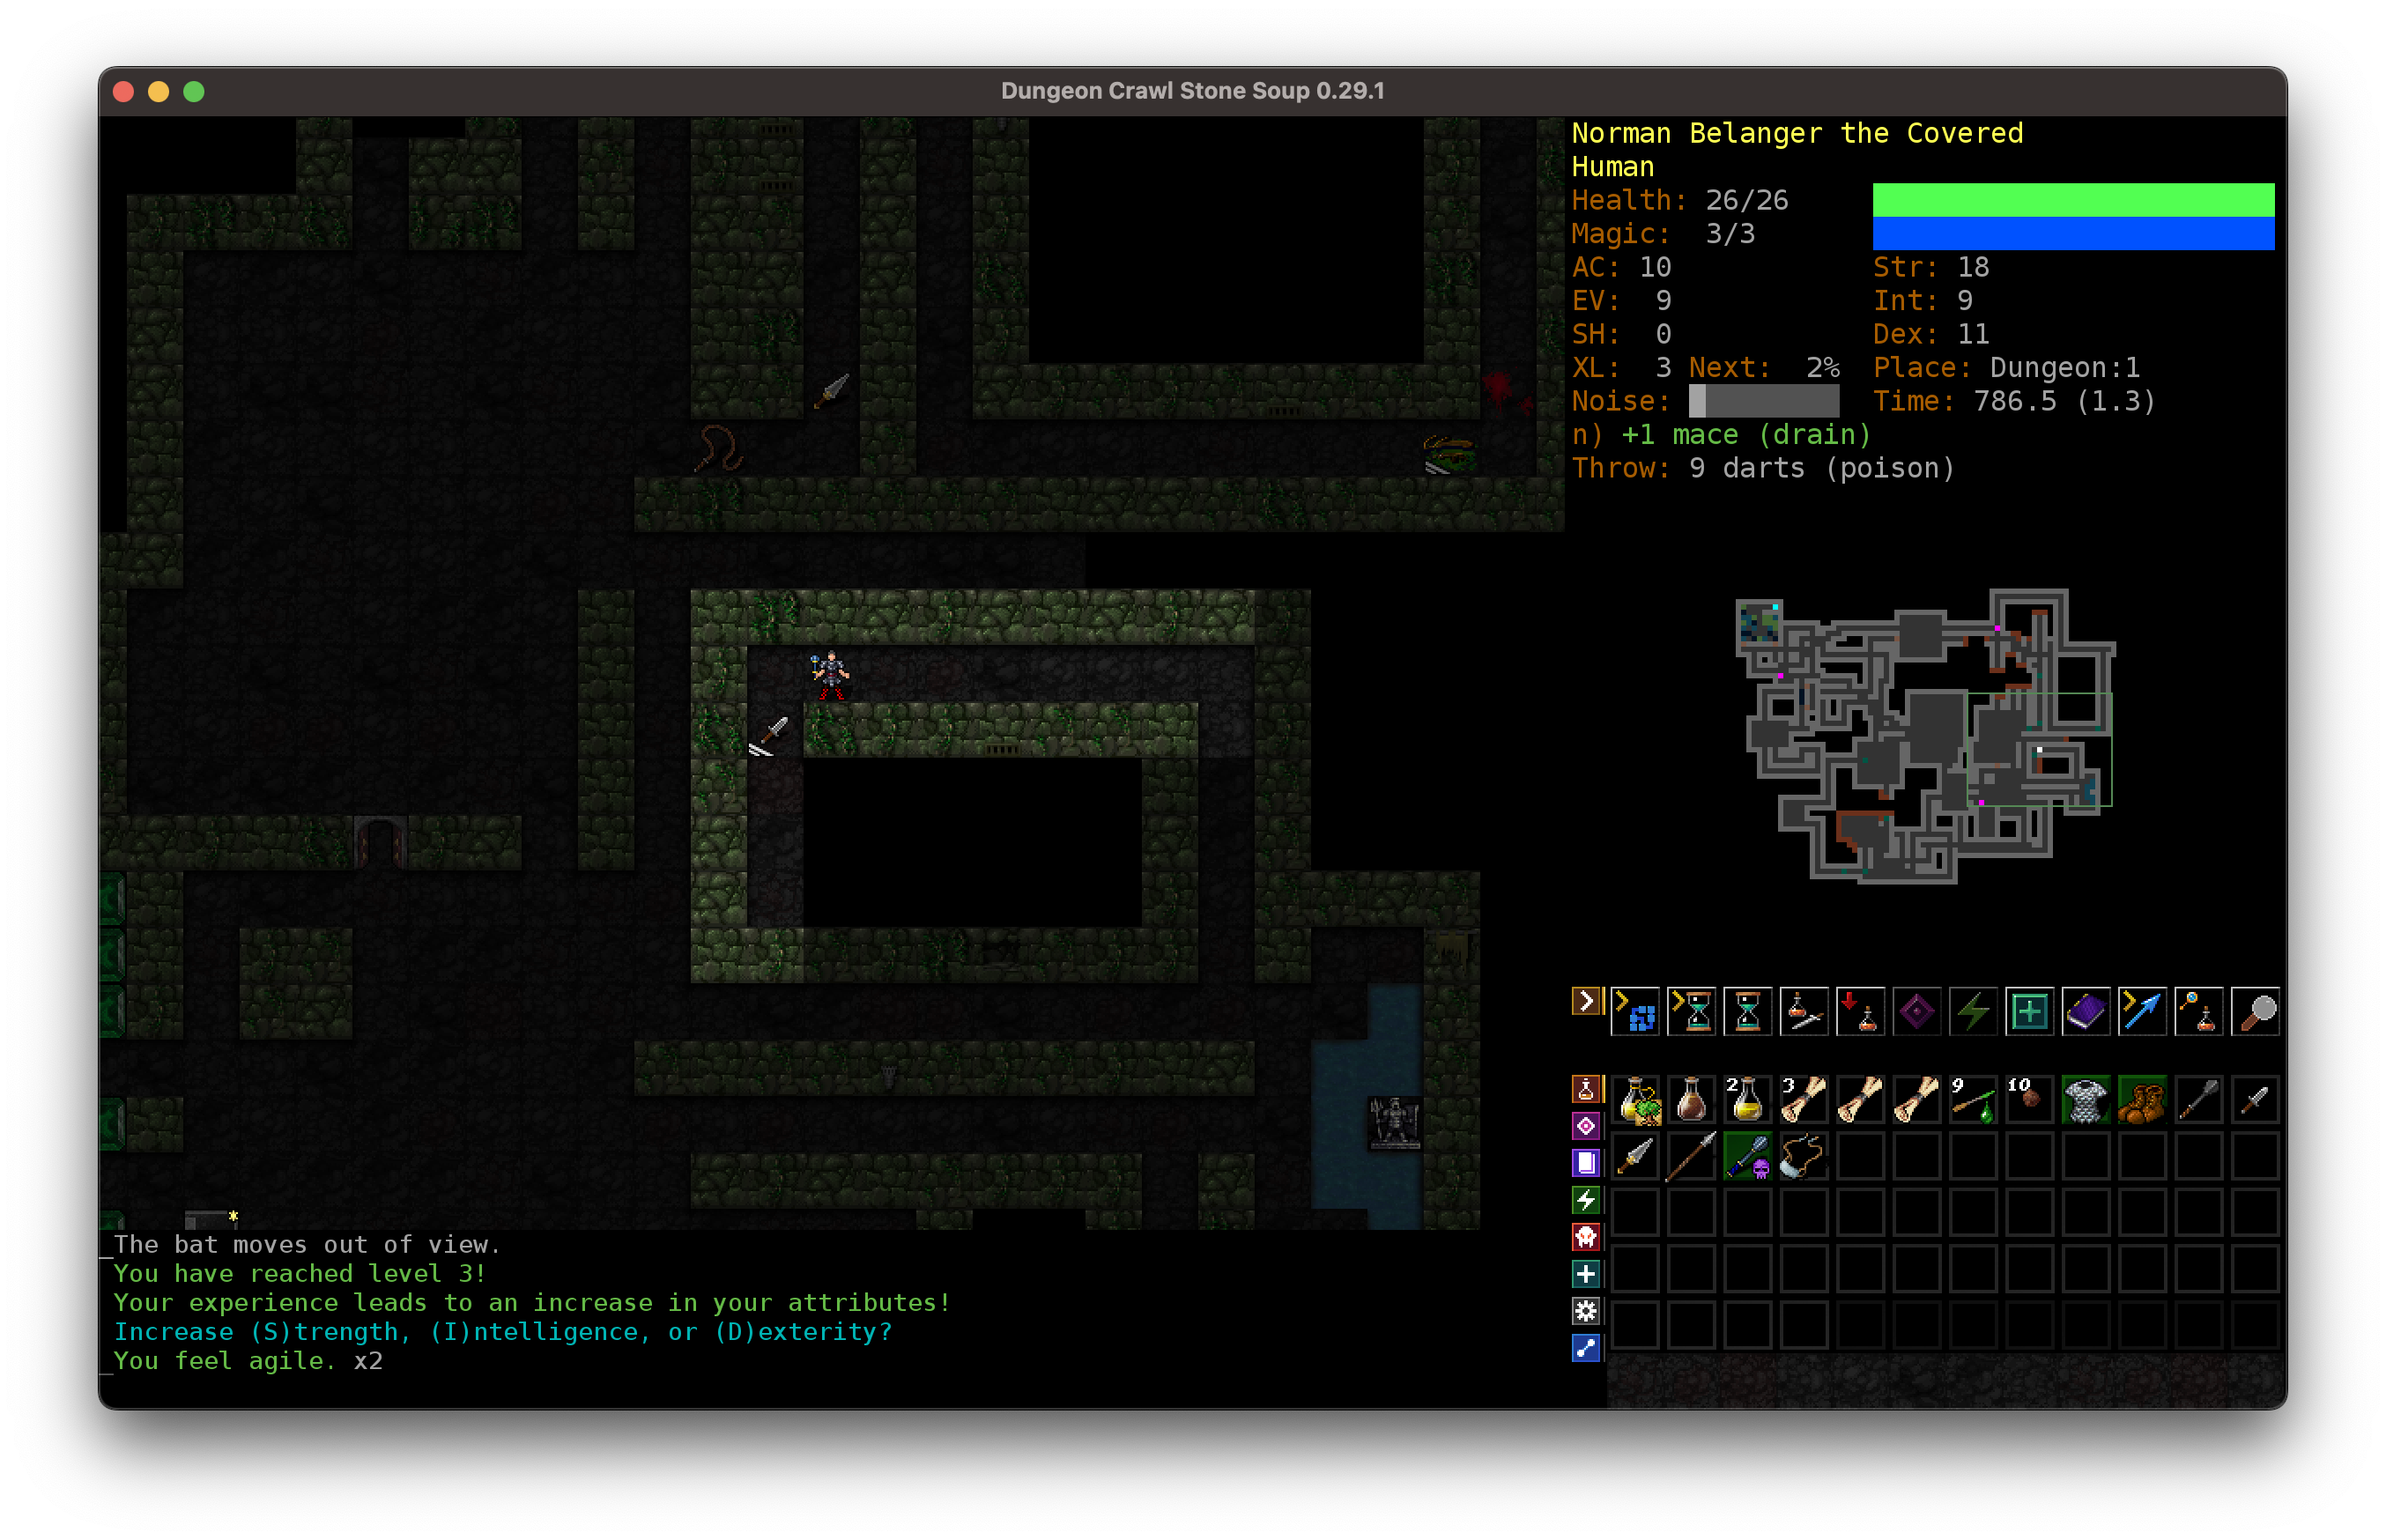 Dungeon Crawl Stone Soup 0.29.1
Norman Belanger the Covered
Human
Health: 26/26
Magic: 3/3
AC: 10 Str: 18
EV: 9 Int: 9
SH: 0 Dex: 11
XL: 3 Next: 2% Place: Dungeon:1
Noise: Time: 786.5 (1.3)
n) +1 mace (drain)
Throw: 9 darts (poison)
2 3 9 10
_The bat moves out of view.
You have reached level 3!
Your experience leads to an increase in your attributes!
Increase (S)trength, (I)ntelligence, or (D)exterity?
You feel agile. x2
_